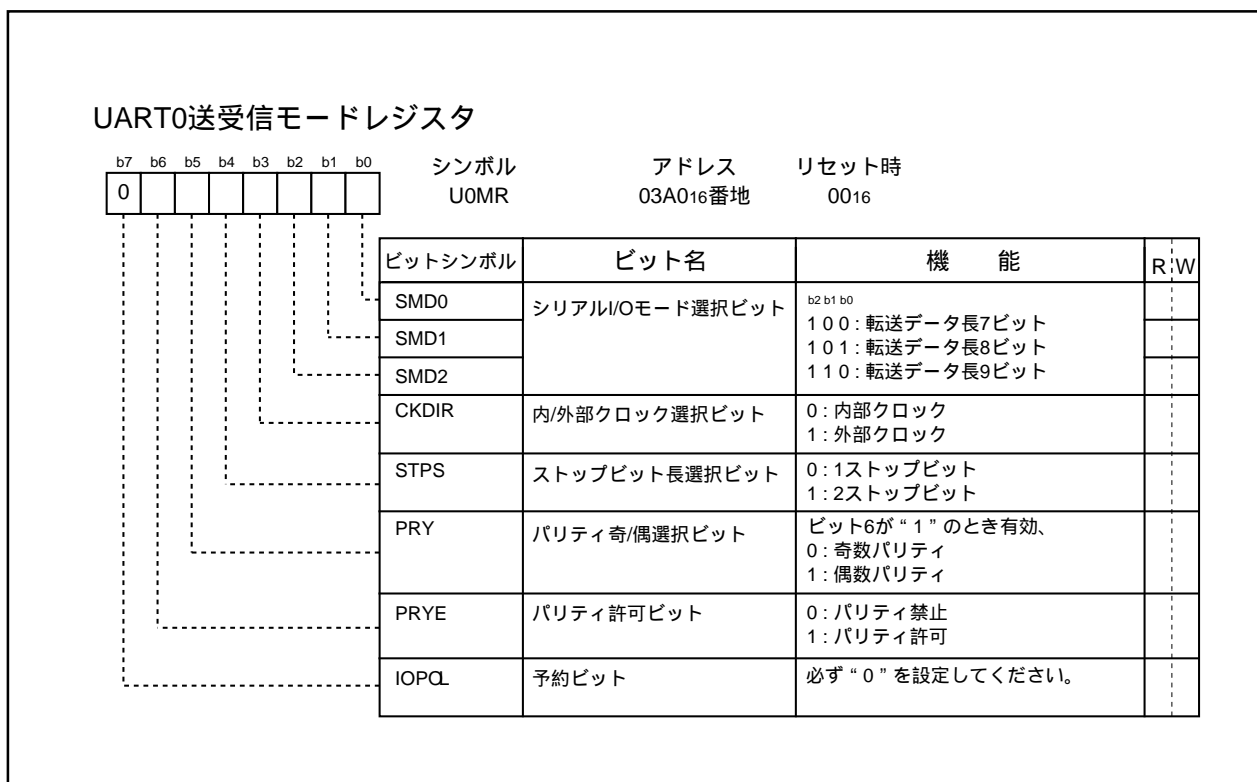 UART0送受信モードレジスタ
b7 b6 b5 b4 b3 b2 b1 b0
0
シンボル アドレス リセット時
U0MR 03A016番地 0016
ビットシンボル ビット名 機 能 R W
SMD0
SMD1
SMD2
シリアルI/Oモード選択ビット
b2 b1 b0
1 0 0 : 転送データ長7ビット
1 0 1 : 転送データ長8ビット
1 1 0 : 転送データ長9ビット
CKDIR 内/外部クロック選択ビット 0 : 内部クロック
1 : 外部クロック
STPS ストップビット長選択ビット 0 : 1ストップビット
1 : 2ストップビット
PRY パリティ奇/偶選択ビット ビット6が“1”のとき有効、
0 : 奇数パリティ
1 : 偶数パリティ
PRYE パリティ許可ビット 0 : パリティ禁止
1 : パリティ許可
IOPOL 予約ビット 必ず“0”を設定してください。